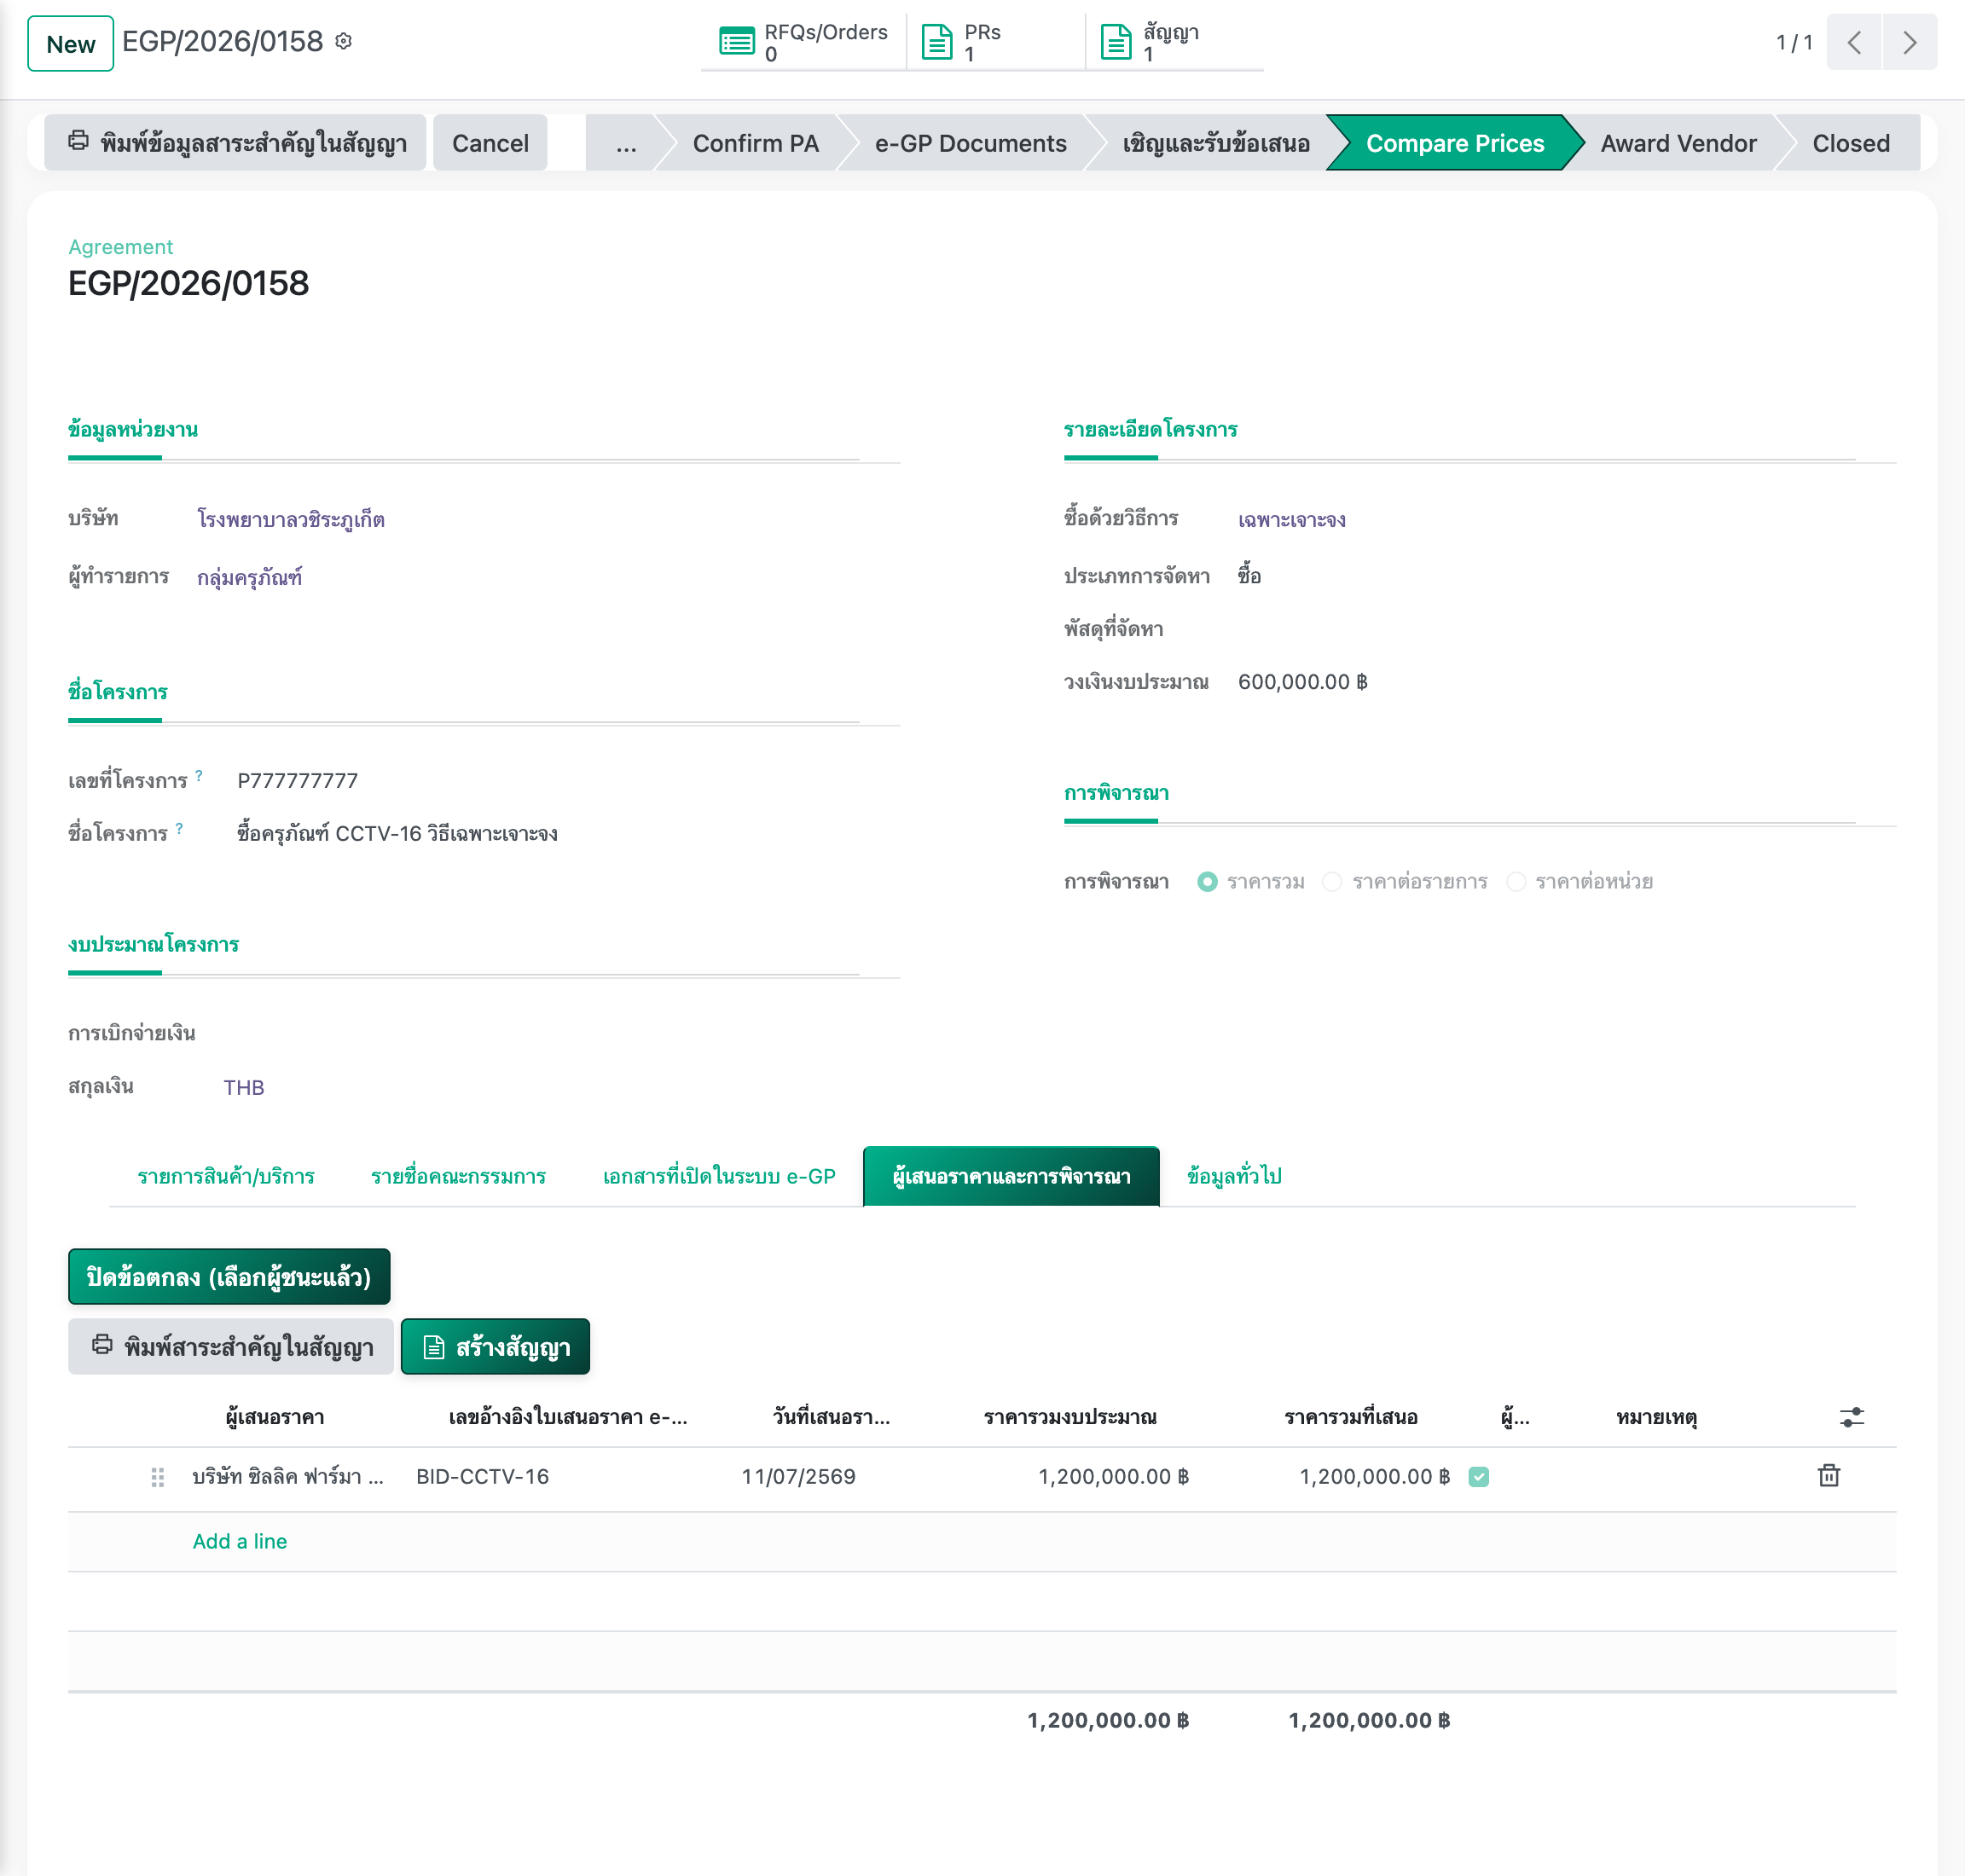 New EGP/2026/0158
RFQs/Orders
0
PRs
1
สัญญา
1
1 / 1
พิมพ์ข้อมูลสาระสำคัญในสัญญา Cancel ... Confirm PA e-GP Documents เชิญและรับข้อเสนอ Compare Prices Award Vendor Closed
Agreement
EGP/2026/0158
ข้อมูลหน่วยงาน
บริษัท โรงพยาบาลวชิระภูเก็ต
ผู้ทำรายการ กลุ่มครุภัณฑ์
รายละเอียดโครงการ
ซื้อด้วยวิธีการ เฉพาะเจาะจง
ประเภทการจัดหา ซื้อ
พัสดุที่จัดหา
วงเงินงบประมาณ 600,000.00 ฿
ชื่อโครงการ
เลขที่โครงการ ? P777777777
ชื่อโครงการ ? ซื้อครุภัณฑ์ CCTV-16 วิธีเฉพาะเจาะจง
การพิจารณา
การพิจารณา ราคารวม ราคาต่อรายการ ราคาต่อหน่วย
งบประมาณโครงการ
การเบิกจ่ายเงิน
สกุลเงิน THB
รายการสินค้า/บริการ รายชื่อคณะกรรมการ เอกสารที่เปิดในระบบ e-GP ผู้เสนอราคาและการพิจารณา ข้อมูลทั่วไป
ปิดข้อตกลง (เลือกผู้ชนะแล้ว)
พิมพ์สาระสำคัญในสัญญา สร้างสัญญา
ผู้เสนอราคา เลขอ้างอิงใบเสนอราคา e-... วันที่เสนอรา... ราคารวมงบประมาณ ราคารวมที่เสนอ ผู้... หมายเหตุ
บริษัท ซิลลิค ฟาร์มา ... BID-CCTV-16 11/07/2569 1,200,000.00 ฿ 1,200,000.00 ฿
Add a line
1,200,000.00 ฿ 1,200,000.00 ฿